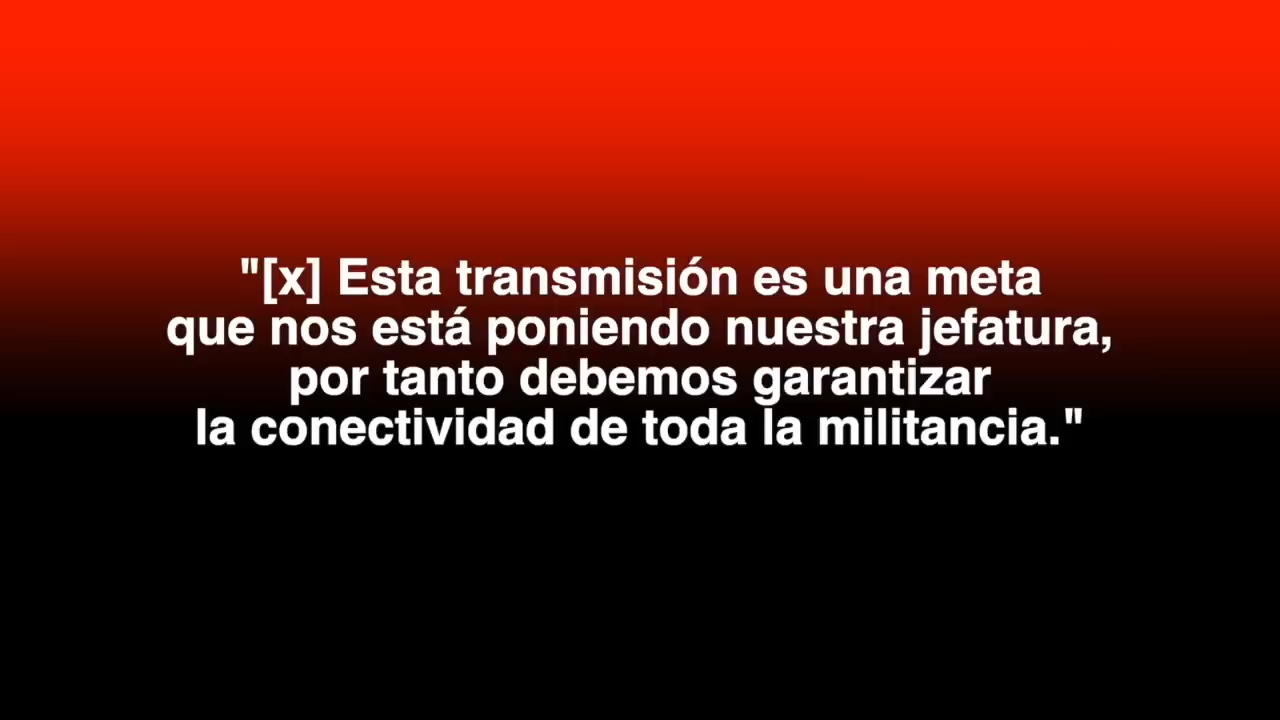 "[x] Esta transmisión es una meta
que nos está poniendo nuestra jefatura,
por tanto debemos garantizar
la conectividad de toda la militancia."